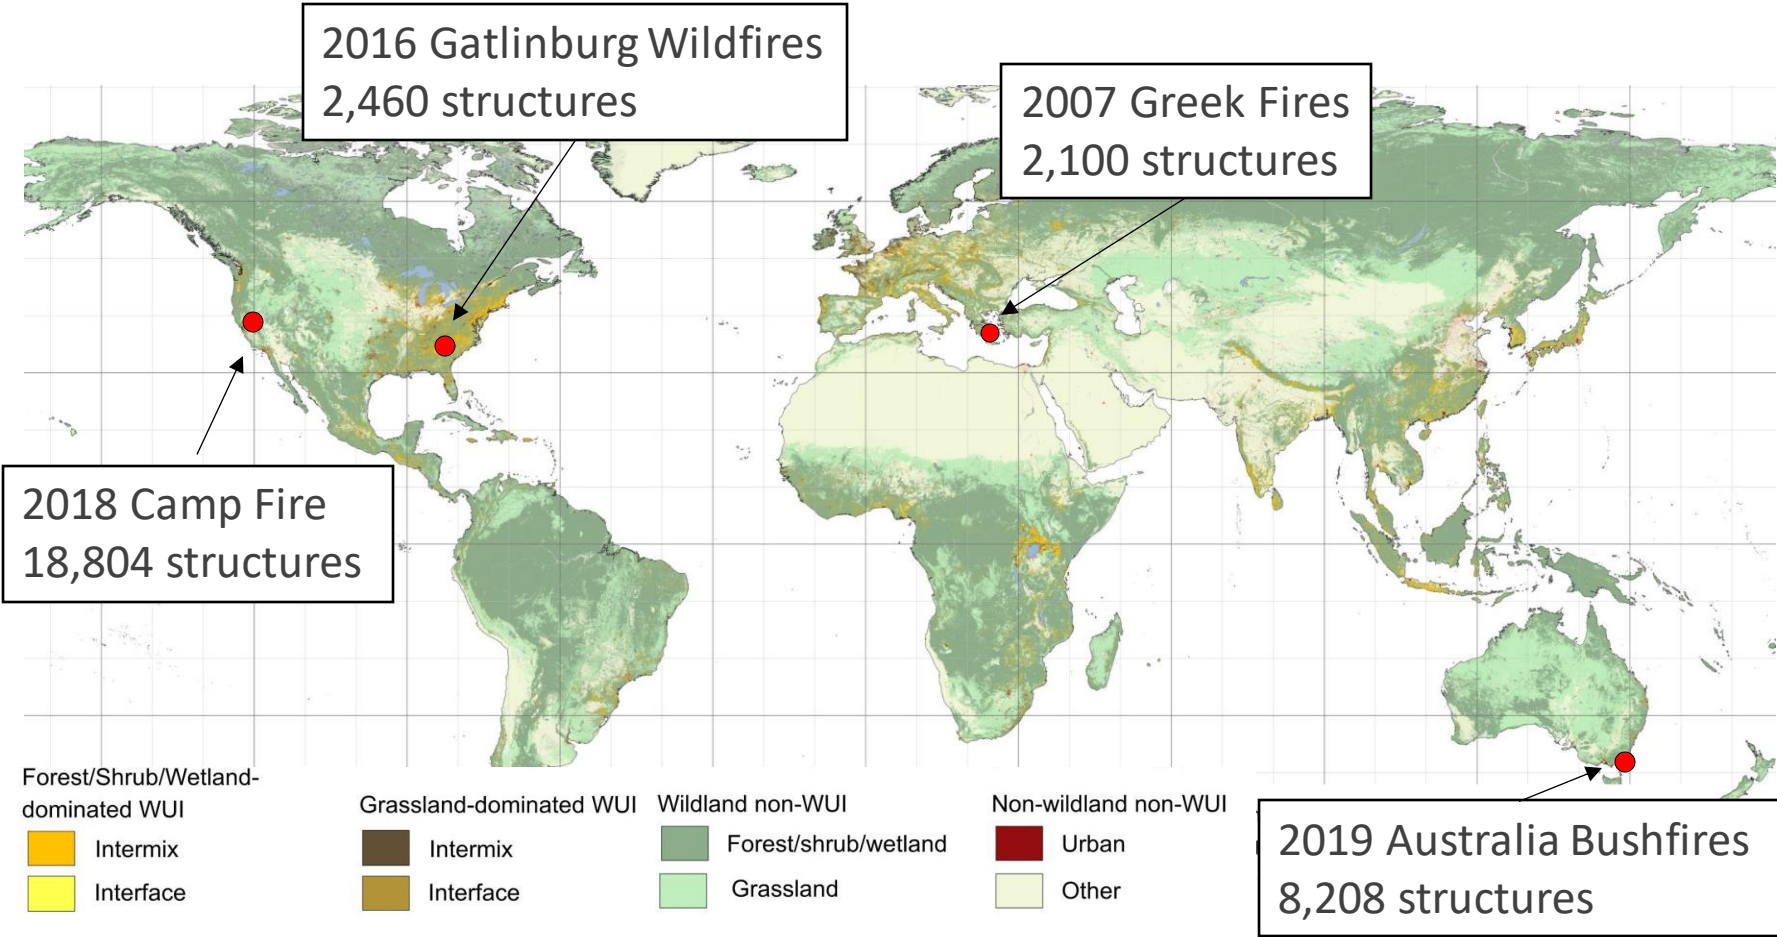 2016 Gatlinburg Wildfires
2,460 structures
2007 Greek Fires
2,100 structures
2018 Camp Fire
18,804 structures
2019 Australia Bushfires
8,208 structures
Forest/Shrub/Wetland-
dominated WUI
Intermix
Interface
Grassland-dominated WUI
Intermix
Interface
Wildland non-WUI
Forest/shrub/wetland
Grassland
Non-wildland non-WUI
Urban
Other